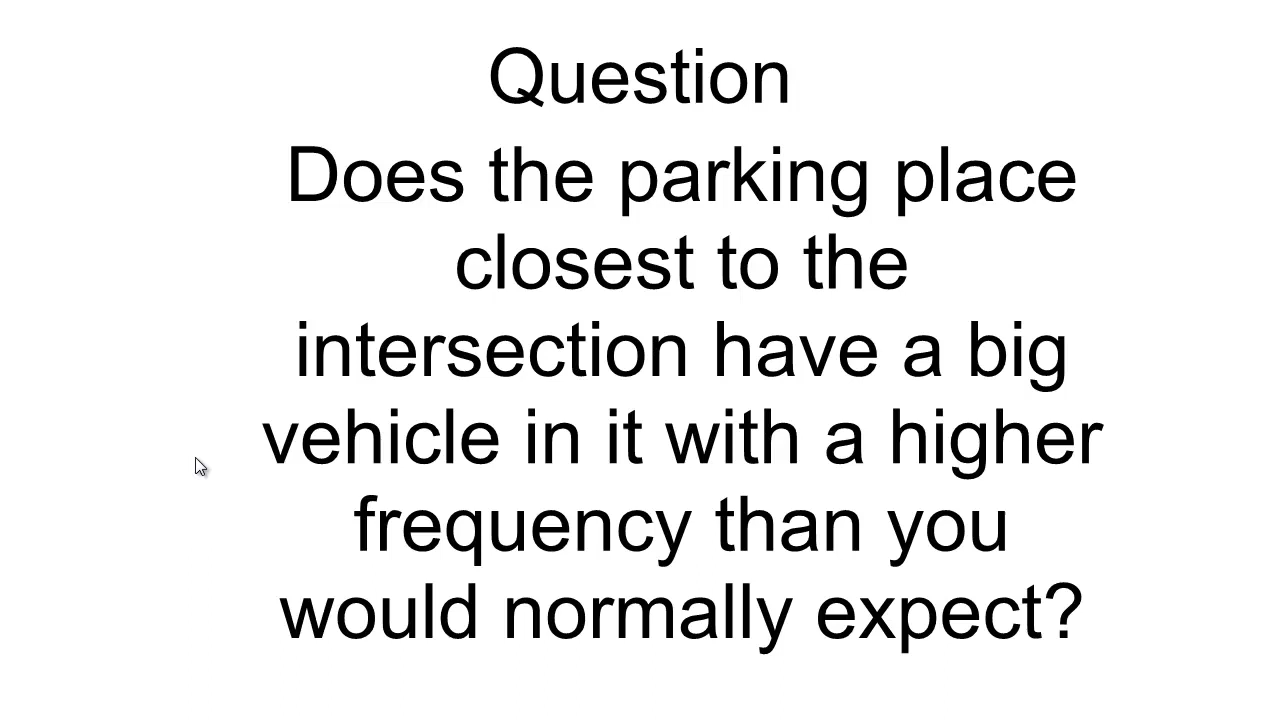 Question
Does the parking place
closest to the
intersection have a big
vehicle in it with a higher
frequency than you
would normally expect?